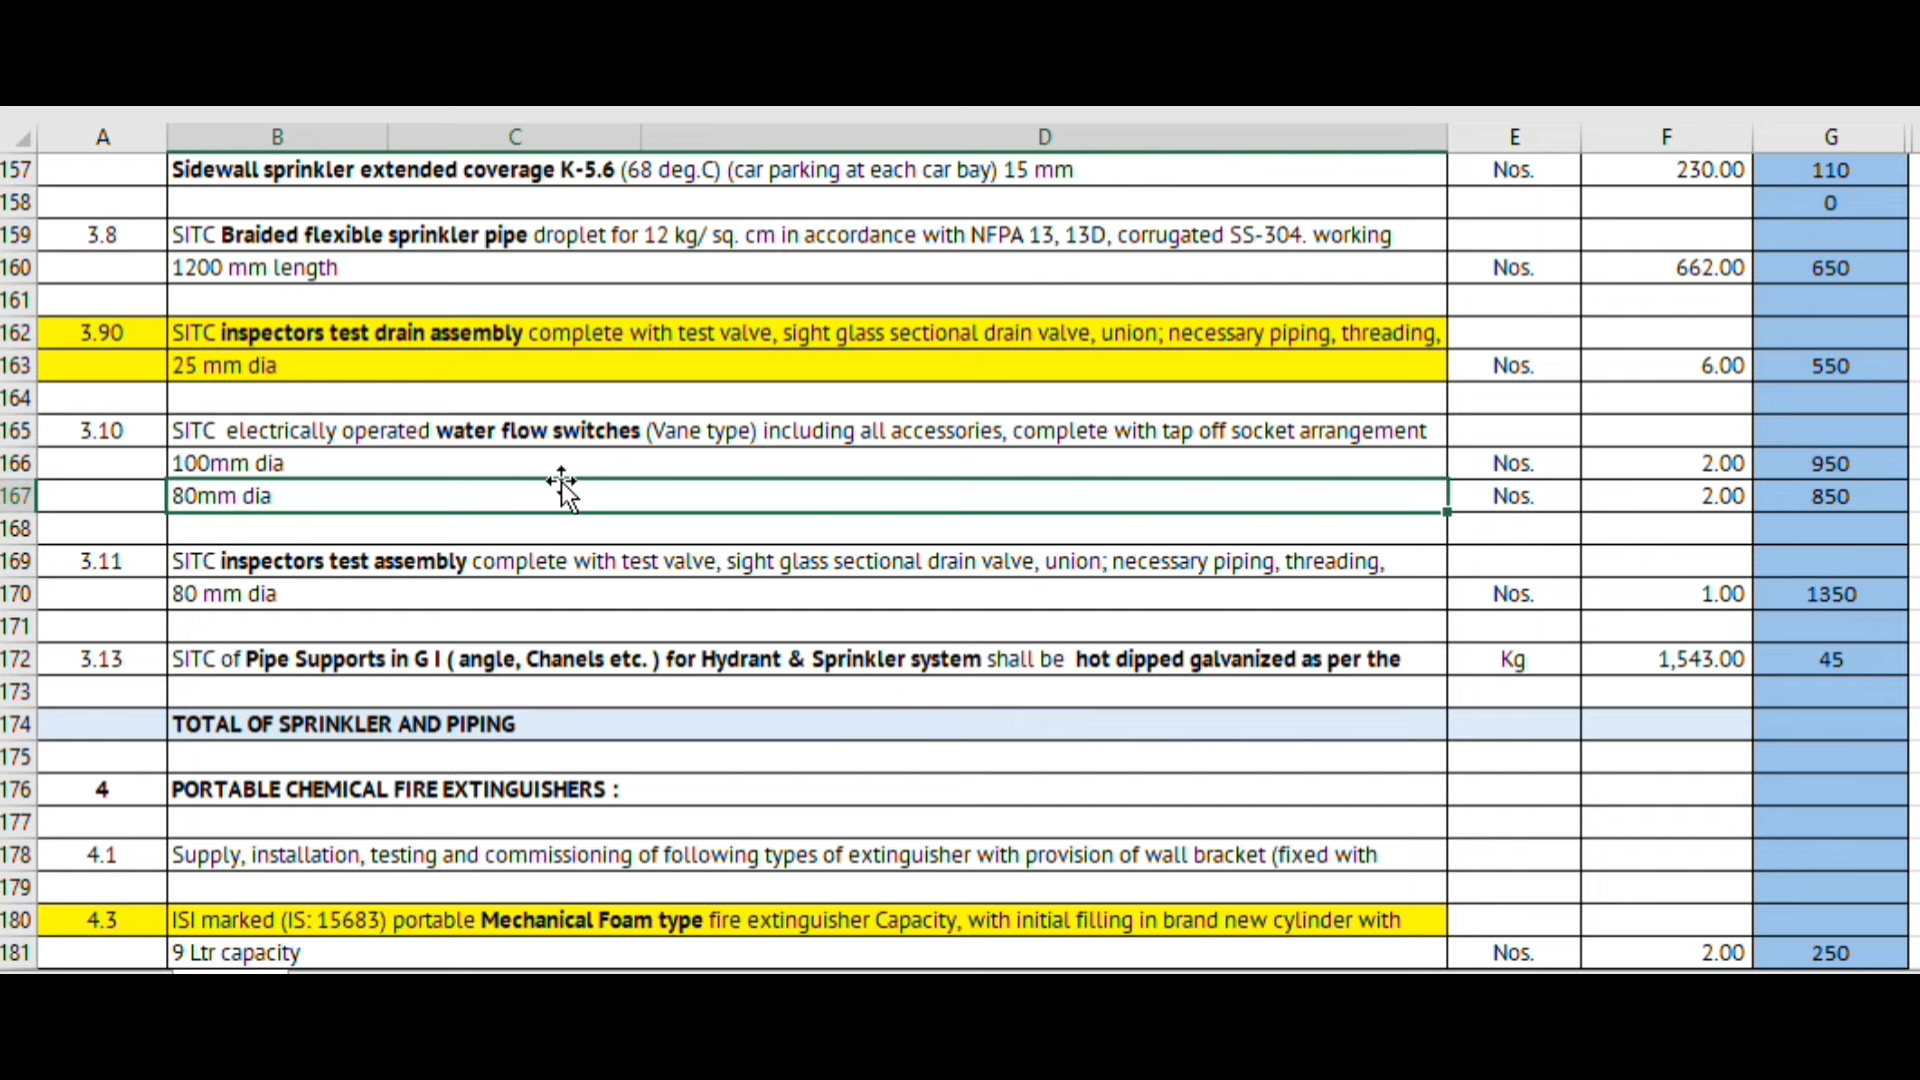 A B C D E F G
157 Sidewall sprinkler extended coverage K-5.6 (68 deg.C) (car parking at each car bay) 15 mm Nos. 230.00 110
158 0
159 3.8 SITC Braided flexible sprinkler pipe droplet for 12 kg/ sq. cm in accordance with NFPA 13, 13D, corrugated SS-304. working
160 1200 mm length Nos. 662.00 650
161
162 3.90 SITC inspectors test drain assembly complete with test valve, sight glass sectional drain valve, union; necessary piping, threading,
163 25 mm dia Nos. 6.00 550
164
165 3.10 SITC electrically operated water flow switches (Vane type) including all accessories, complete with tap off socket arrangement
166 100mm dia Nos. 2.00 950
167 80mm dia Nos. 2.00 850
168
169 3.11 SITC inspectors test assembly complete with test valve, sight glass sectional drain valve, union; necessary piping, threading,
170 80 mm dia Nos. 1.00 1350
171
172 3.13 SITC of Pipe Supports in G I ( angle, Chanels etc. ) for Hydrant & Sprinkler system shall be hot dipped galvanized as per the Kg 1,543.00 45
173
174 TOTAL OF SPRINKLER AND PIPING
175
176 4 PORTABLE CHEMICAL FIRE EXTINGUISHERS :
177
178 4.1 Supply, installation, testing and commissioning of following types of extinguisher with provision of wall bracket (fixed with
179
180 4.3 ISI marked (IS: 15683) portable Mechanical Foam type fire extinguisher Capacity, with initial filling in brand new cylinder with
181 9 Ltr capacity Nos. 2.00 250